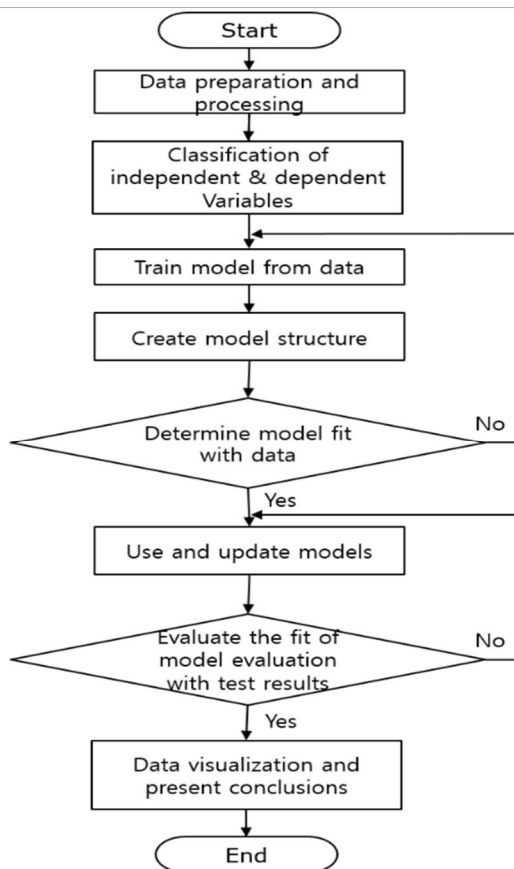 Start
Data preparation and
processing
Classification of
independent & dependent
Variables
Train model from data
Create model structure
Determine model fit
with data
No
Yes
Use and update models
Evaluate the fit of
model evaluation
with test results
No
Yes
Data visualization and
present conclusions
End